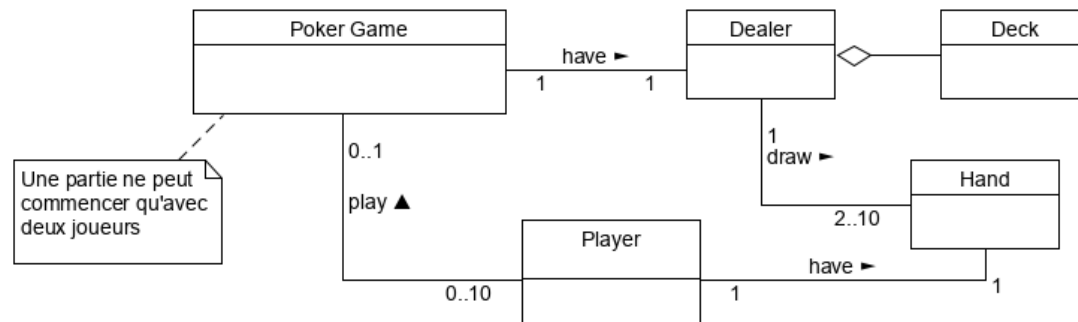 Poker Game
Dealer
Deck
have ►
1
1
0..1
play ▲
1
draw ►
Une partie ne peut
commencer qu'avec
deux joueurs
Hand
2..10
Player
have ►
0..10
1
1